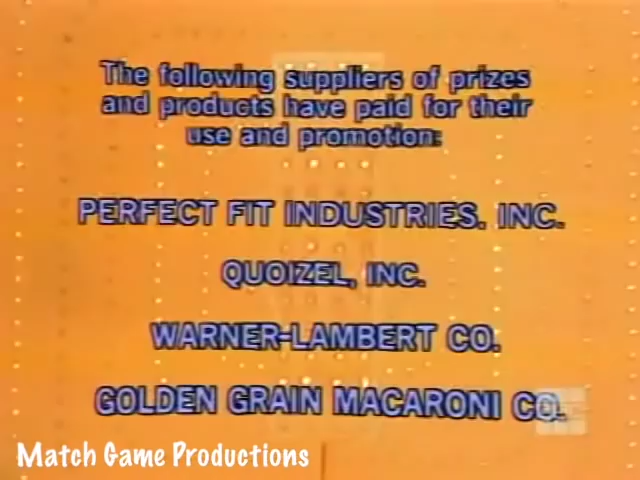 The following suppliers of prizes
and products have paid for their
use and promotion:
PERFECT FIT INDUSTRIES, INC.
QUOIZEL, INC.
WARNER-LAMBERT CO.
GOLDEN GRAIN MACARONI CO.
Match Game Productions